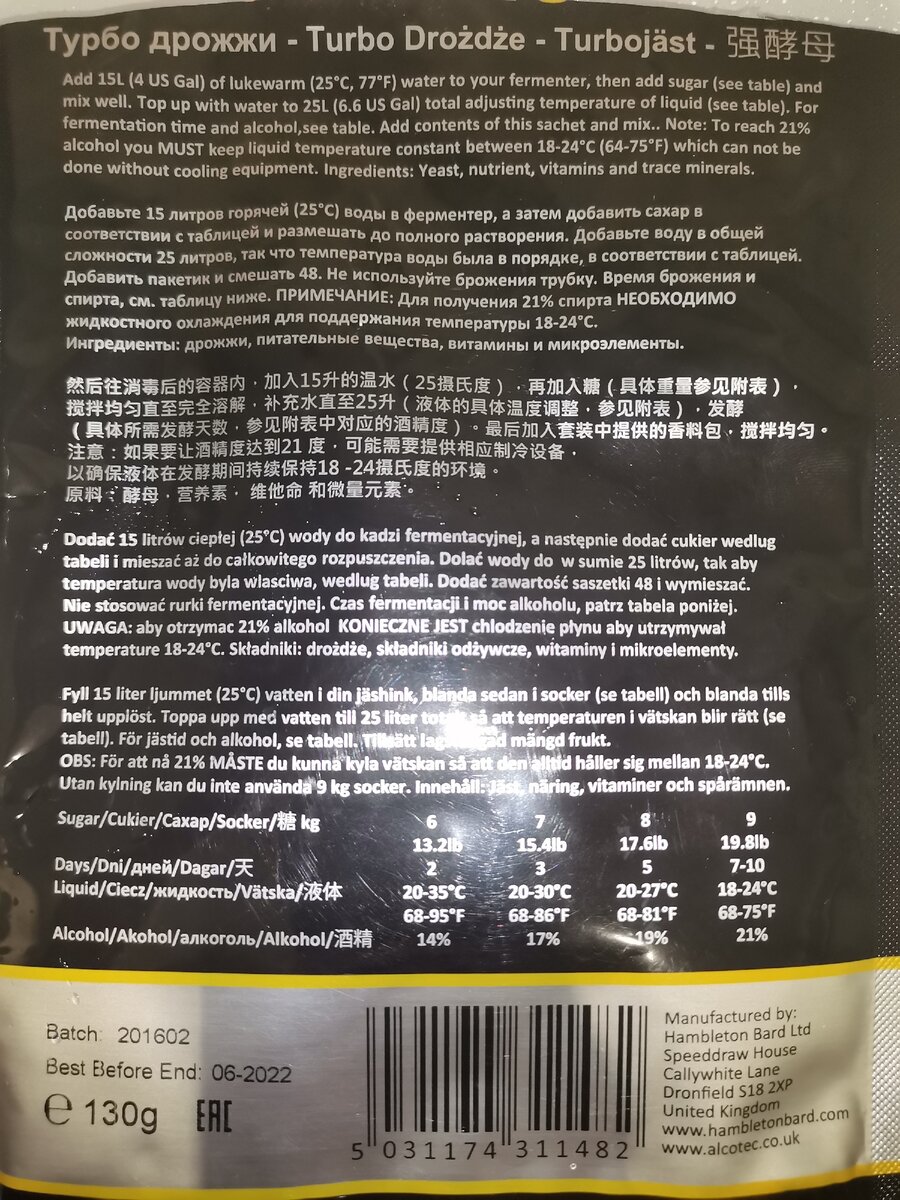 Турбо дрожжи - Turbo Drożdże - Turbojäst - 强酵母
Add 15L (4 US Gal) of lukewarm (25°C, 77°F) water to your fermenter, then add sugar (see table) and
mix well. Top up with water to 25L (6.6 US Gal) total adjusting temperature of liquid (see table). For
fermentation time and alcohol,see table. Add contents of this sachet and mix.. Note: To reach 21%
alcohol you MUST keep liquid temperature constant between 18-24°C (64-75°F) which can not be
done without cooling equipment. Ingredients: Yeast, nutrient, vitamins and trace minerals.
Добавьте 15 литров горячей (25°C) воды в ферментер, а затем добавить сахар в
соответствии с таблицей и размешать до полного растворения. Добавьте воду в общей
сложности 25 литров, так что температура воды была в порядке, в соответствии с таблицей.
Добавить пакетик и смешать 48. Не используйте брожения трубку. Время брожения и
спирта, см. таблицу ниже. ПРИМЕЧАНИЕ: Для получения 21% спирта НЕОБХОДИМО
жидкостного охлаждения для поддержания температуры 18-24°C.
Ингредиенты: дрожжи, питательные вещества, витамины и микроэлементы.
然后往消毒后的容器内，加入15升的温水（25摄氏度），再加入糖（具体重量参见附表），
搅拌均匀直至完全溶解，补充水直至25升（液体的具体温度调整，参见附表），发酵
（具体所需发酵天数，参见附表中对应的酒精度）。最后加入套装中提供的香料包，搅拌均匀。
注意：如果要让酒精度达到21 度，可能需要提供相应制冷设备，
以确保液体在发酵期间持续保持18 -24摄氏度的环境。
原料：酵母，营养素， 维他命 和微量元素。
Dodać 15 litrów ciepłej (25°C) wody do kadzi fermentacyjnej, a następnie dodać cukier według
tabeli i mieszać aż do całkowitego rozpuszczenia. Dolać wody do w sumie 25 litrów, tak aby
temperatura wody byla wlasciwa, według tabeli. Dodać zawartość saszetki 48 i wymieszać.
Nie stosować rurki fermentacyjnej. Czas fermentacji i moc alkoholu, patrz tabela poniżej.
UWAGA: aby otrzymac 21% alkohol KONIECZNE JEST chlodzenie płynu aby utrzymywał
temperature 18-24°C. Składniki: drożdże, składniki odżywcze, witaminy i mikroelementy.
Fyll 15 liter ljummet (25°C) vatten i din jäshink, blanda sedan i socker (se tabell) och blanda tills
helt upplöst. Toppa upp med vatten till 25 liter så att temperaturen i vätskan blir rätt (se
tabell). För jästid och alkohol, se tabell. Tillsätt mängd frukt.
OBS: För att nå 21% MÅSTE du kunna kyla vätskan så att den alltid håller sig mellan 18-24°C.
Utan kylning kan du inte använda 9 kg socker. Innehåll: Jäst, näring, vitaminer och spårämnen.
Sugar/Cukier/Сахар/Socker/糖 kg 6 7 8 9
13.2lb 15.4lb 17.6lb 19.8lb
Days/Dni/дней/Dagar/天 2 3 5 7-10
Liquid/Ciecz/жидкость/Vätska/液体 20-35°C 20-30°C 20-27°C 18-24°C
68-95°F 68-86°F 68-81°F 68-75°F
Alcohol/Akohol/алкоголь/Alkohol/酒精 14% 17% 19% 21%
Batch: 201602
Best Before End: 06-2022
℮ 130g EAC
5 031174 311482
Manufactured by:
Hambleton Bard Ltd
Speeddraw House
Callywhite Lane
Dronfield S18 2XP
United Kingdom
www.hambletonbard.com
www.alcotec.co.uk